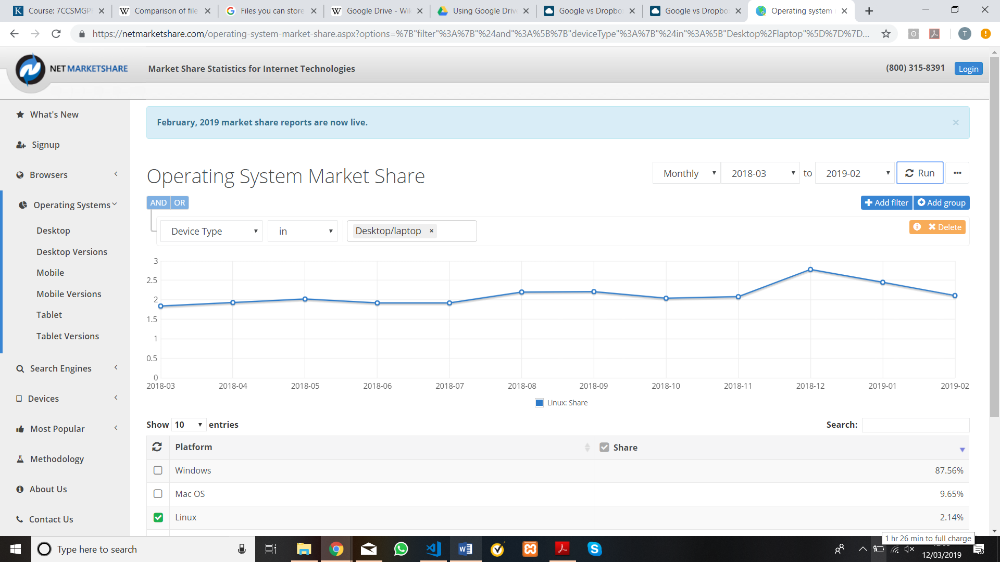 Course: 7CCSMGP
Comparison of file
Files you can store
Google Drive - Wik
Using Google Drive
Google vs Dropbo
Google vs Dropbo
Operating system
https://netmarketshare.com/operating-system-market-share.aspx?options=%7B"filter"%3A%7B"%24and"%3A%5B%7B"deviceType"%3A%7B"%24in"%3A%5B"Desktop%2Flaptop"%5D%7D%7D...
T
NETMARKETSHARE
Market Share Statistics for Internet Technologies
(800) 315-8391
Login
What's New
Signup
Browsers
Operating Systems
Desktop
Desktop Versions
Mobile
Mobile Versions
Tablet
Tablet Versions
Search Engines
Devices
Most Popular
Methodology
About Us
Contact Us
February, 2019 market share reports are now live.
×
Operating System Market Share
Monthly
2018-03
to
2019-02
Run
AND OR
Add filter
Add group
Device Type
in
Desktop/laptop ×
Delete
3
2.5
2
1.5
1
0.5
0
2018-03 2018-04 2018-05 2018-06 2018-07 2018-08 2018-09 2018-10 2018-11 2018-12 2019-01 2019-02
Linux: Share
Show 10 entries
Search:
Platform Share
Windows 87.56%
Mac OS 9.65%
Linux 2.14%
1 hr 26 min to full charge
Type here to search
12/03/2019